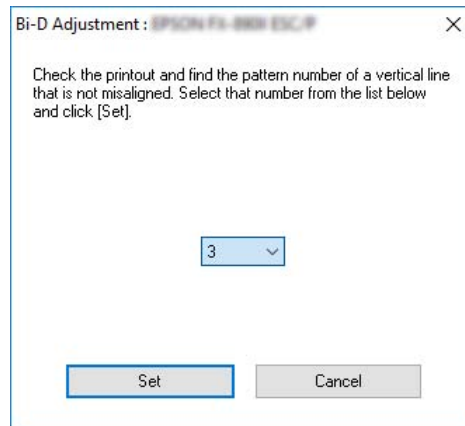 Bi-D Adjustment :
Check the printout and find the pattern number of a vertical line
that is not misaligned. Select that number from the list below
and click [Set].
3
Set Cancel